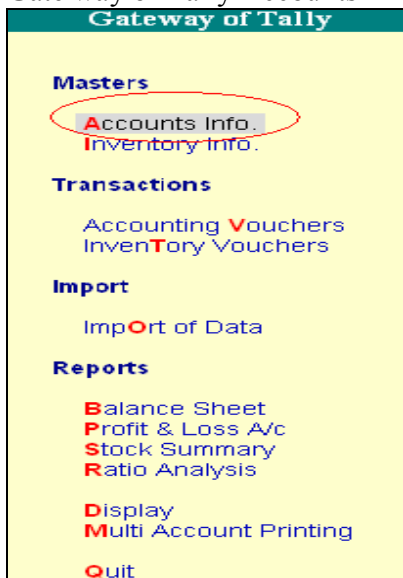 Gateway of Tally
Masters
Accounts Info.
Inventory Info.
Transactions
Accounting Vouchers
InvenTory Vouchers
Import
ImpOrt of Data
Reports
Balance Sheet
Profit & Loss A/c
Stock Summary
Ratio Analysis
Display
Multi Account Printing
Quit